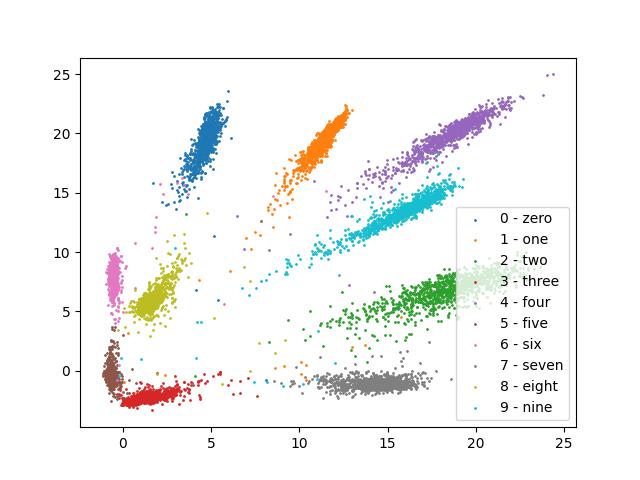 25
20
15
10
5
0
0 - zero
1 - one
2 - two
3 - three
4 - four
5 - five
6 - six
7 - seven
8 - eight
9 - nine
0 5 10 15 20 25